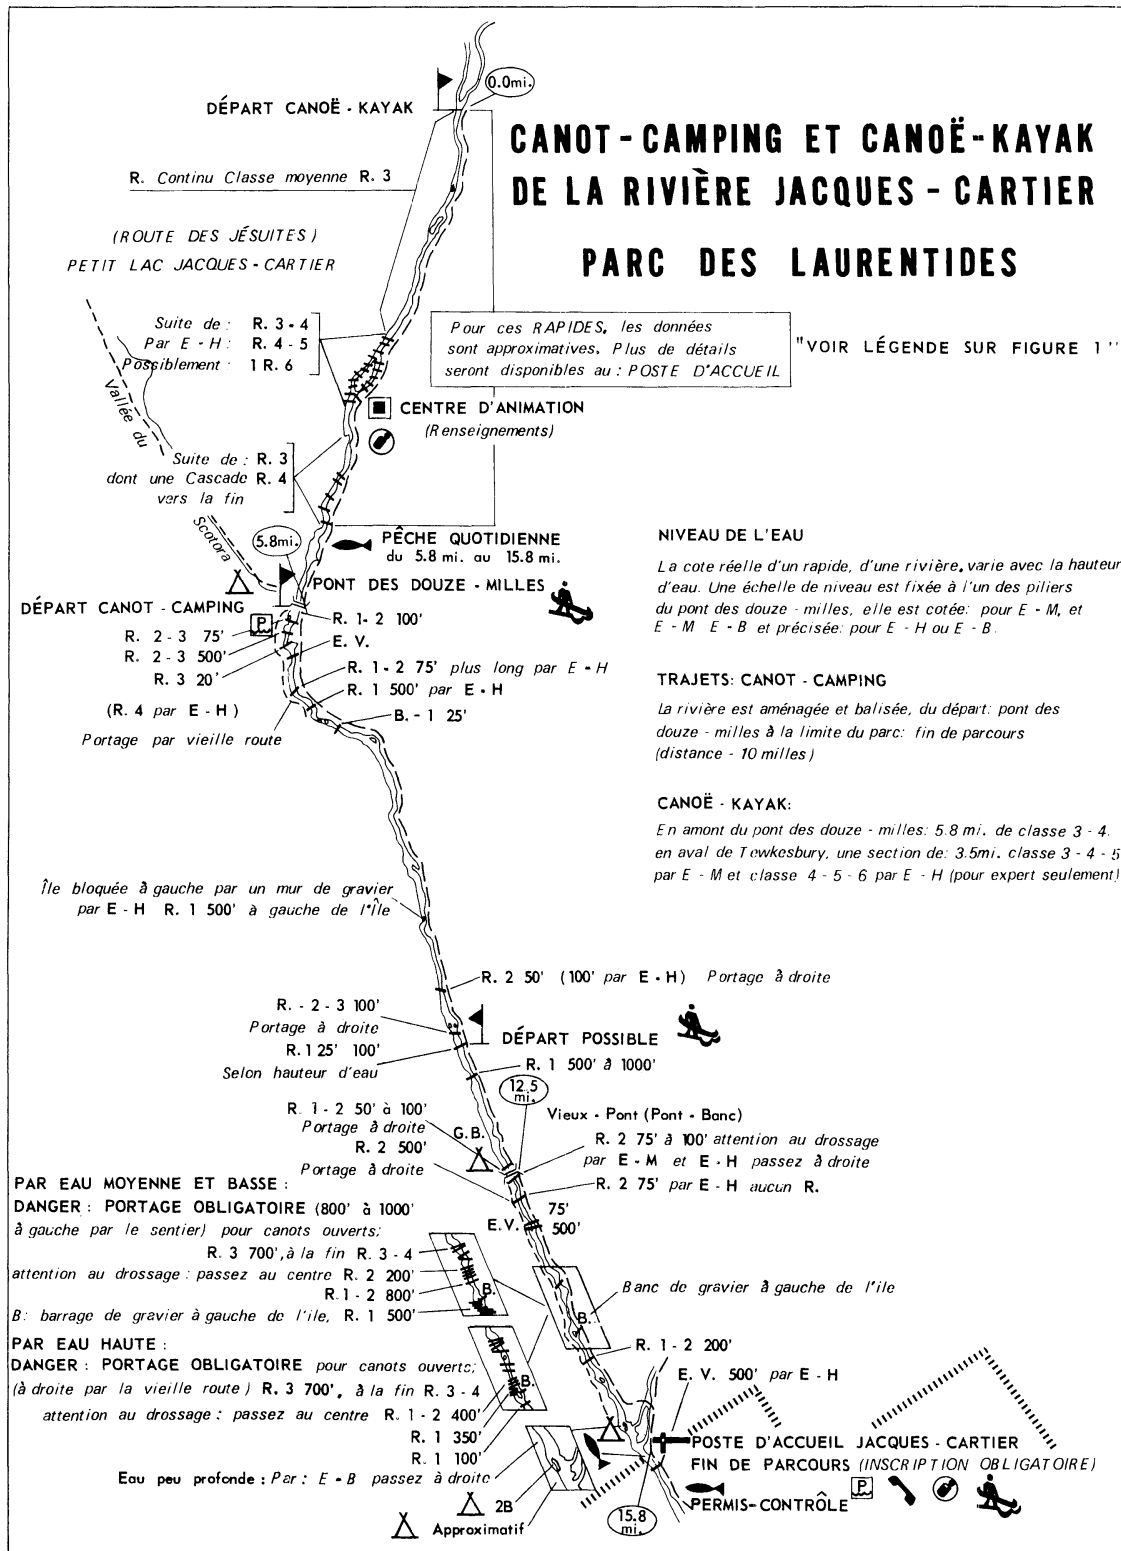 0.0mi.
DÉPART CANOË - KAYAK
CANOT - CAMPING ET CANOË - KAYAK
DE LA RIVIÈRE JACQUES - CARTIER
PARC DES LAURENTIDES
R. Continu Classe moyenne R. 3
(ROUTE DES JÉSUITES)
PETIT LAC JACQUES - CARTIER
Suite de : R. 3 - 4
Par E - H : R. 4 - 5
Possiblement : 1 R. 6
Pour ces RAPIDES, les données
sont approximatives. Plus de détails
seront disponibles au : POSTE D'ACCUEIL
"VOIR LÉGENDE SUR FIGURE 1"
Vallée du
Scotora
CENTRE D'ANIMATION
(Renseignements)
Suite de : R. 3
dont une Cascade R. 4
vers la fin
5.8mi.
PÊCHE QUOTIDIENNE
du 5.8 mi. au 15.8 mi.
PONT DES DOUZE - MILLES
DÉPART CANOT - CAMPING
P
R. 2 - 3 75'
R. 2 - 3 500'
R. 3 20'
(R. 4 par E - H)
Portage par vieille route
R. 1 - 2 100'
E. V.
R. 1 - 2 75' plus long par E - H
R. 1 500' par E - H
B. - 1 25'
NIVEAU DE L'EAU
La cote réelle d'un rapide, d'une rivière, varie avec la hauteur
d'eau. Une échelle de niveau est fixée à l'un des piliers
du pont des douze - milles, elle est cotée: pour E - M, et
E - M E - B et précisée: pour E - H ou E - B.
TRAJETS: CANOT - CAMPING
La rivière est aménagée et balisée, du départ: pont des
douze - milles à la limite du parc: fin de parcours
(distance - 10 milles)
CANOË - KAYAK:
En amont du pont des douze - milles: 5.8 mi. de classe 3 - 4.
en aval de Tewkesbury, une section de: 3.5mi. classe 3 - 4 - 5
par E - M et classe 4 - 5 - 6 par E - H (pour expert seulement)
Île bloquée à gauche par un mur de gravier
par E - H R. 1 500' à gauche de l'Île
R. 2 50' (100' par E - H) Portage à droite
R. - 2 - 3 100'
Portage à droite
R. 1 25' 100'
Selon hauteur d'eau
DÉPART POSSIBLE
R. 1 500' à 1000'
12.5
mi.
R. 1 - 2 50' à 100'
Portage à droite
R. 2 500'
Portage à droite
G.B.
Vieux - Pont (Pont - Banc)
R. 2 75' à 100' attention au drossage
par E - M et E - H passez à droite
R. 2 75' par E - H aucun R.
75'
E.V. 500'
PAR EAU MOYENNE ET BASSE :
DANGER : PORTAGE OBLIGATOIRE (800' à 1000'
à gauche par le sentier) pour canots ouverts;
R. 3 700', à la fin R. 3 - 4
attention au drossage : passez au centre R. 2 200'
R. 1 - 2 800'
B: barrage de gravier à gauche de l'ile, R. 1 500'
B.
Banc de gravier à gauche de l'ile
B.
PAR EAU HAUTE :
DANGER : PORTAGE OBLIGATOIRE pour canots ouverts;
(à droite par la vieille route) R. 3 700', à la fin R. 3 - 4
attention au drossage : passez au centre R. 1 - 2 400'
R. 1 350'
R. 1 100'
B.
R. 1 - 2 200'
E. V. 500' par E - H
Eau peu profonde : Par : E - B passez à droite
2B
Approximatif
15.8
mi.
POSTE D'ACCUEIL JACQUES - CARTIER
FIN DE PARCOURS (INSCRIPTION OBLIGATOIRE)
PERMIS-CONTRÔLE
P